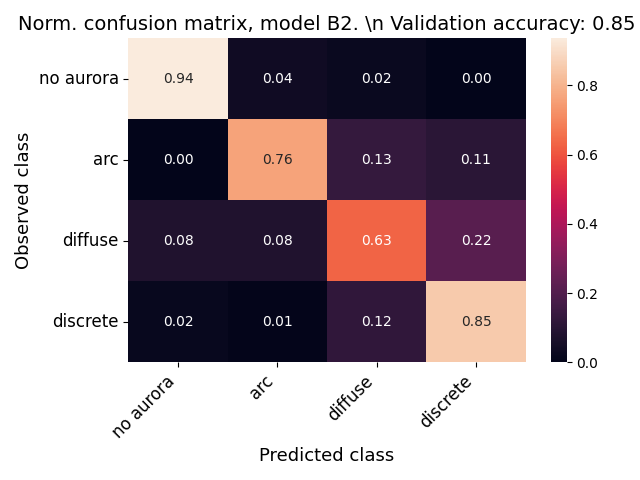 Norm. confusion matrix, model B2. \n Validation accuracy: 0.85
no aurora 0.94 0.04 0.02 0.00
arc 0.00 0.76 0.13 0.11
diffuse 0.08 0.08 0.63 0.22
discrete 0.02 0.01 0.12 0.85
Observed class
no aurora arc diffuse discrete
Predicted class
0.8
0.6
0.4
0.2
0.0